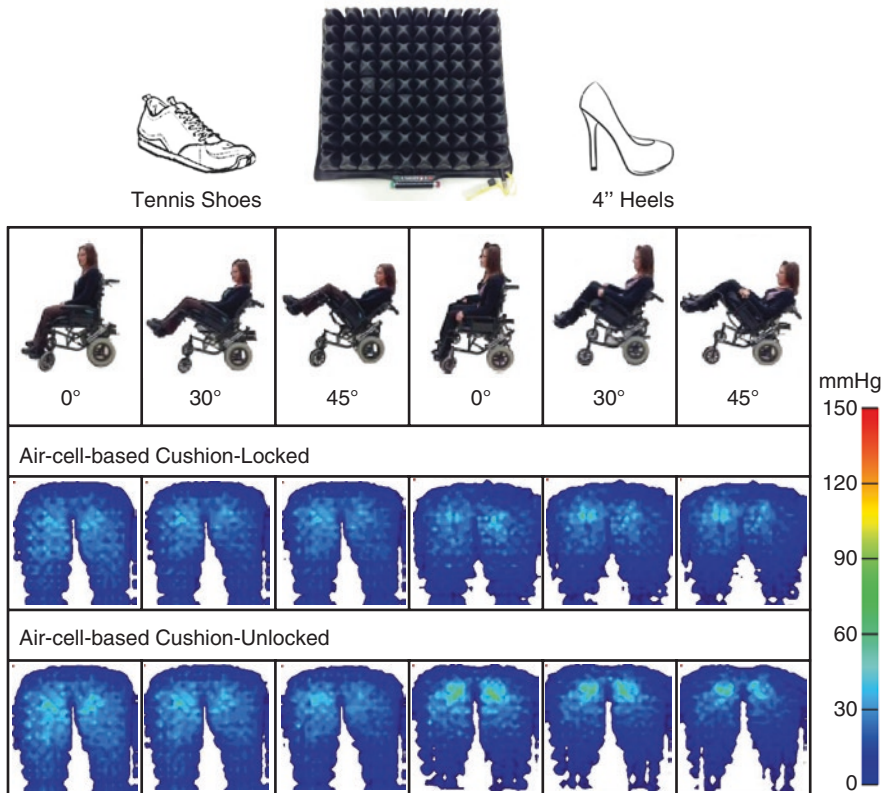 Tennis Shoes
4’’ Heels
0°
30°
45°
0°
30°
45°
mmHg
150
120
90
60
30
0
Air-cell-based Cushion-Locked
Air-cell-based Cushion-Unlocked